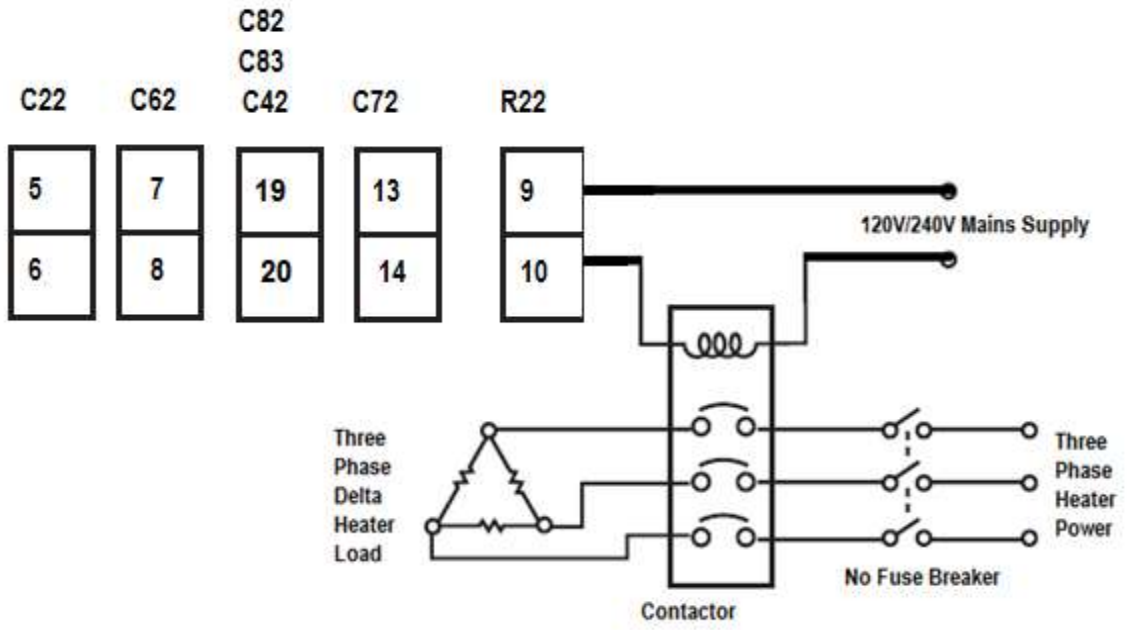 C82
C83
C22 C62 C42 C72 R22
5 7 19 13 9
6 8 20 14 10
120V/240V Mains Supply
Three
Phase
Delta
Heater
Load
Three
Phase
Heater
Power
No Fuse Breaker
Contactor